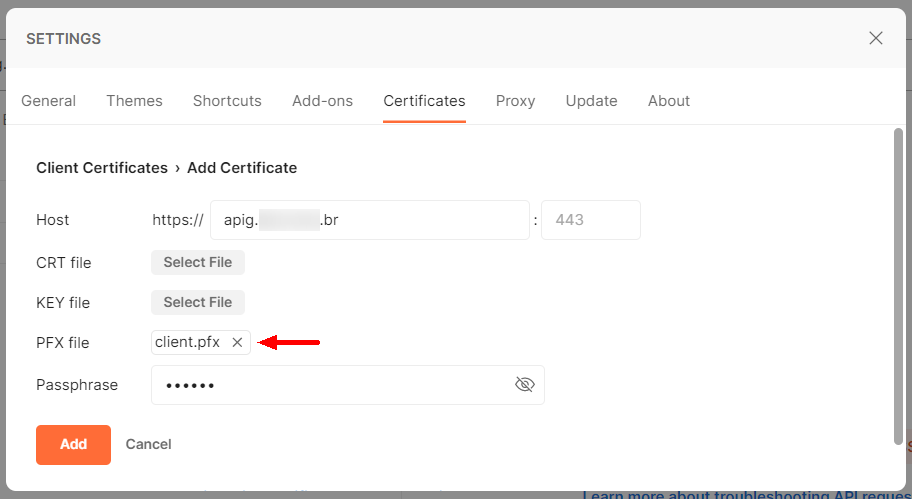 SETTINGS
General Themes Shortcuts Add-ons Certificates Proxy Update About
Client Certificates › Add Certificate
Host https:// apig. .br : 443
CRT file Select File
KEY file Select File
PFX file client.pfx
Passphrase ••••••
Add Cancel
Learn more about troubleshooting API reques